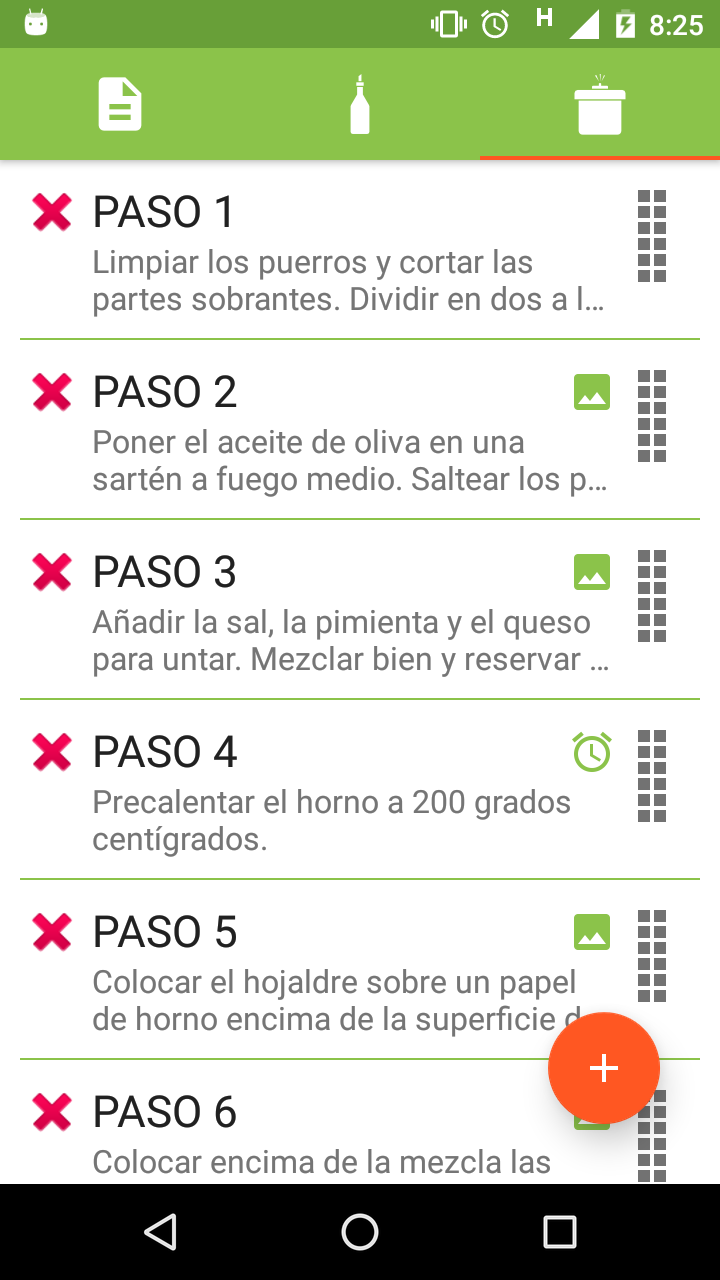 H 8:25
PASO 1
Limpiar los puerros y cortar las
partes sobrantes. Dividir en dos a l…
PASO 2
Poner el aceite de oliva en una
sartén a fuego medio. Saltear los p…
PASO 3
Añadir la sal, la pimienta y el queso
para untar. Mezclar bien y reservar …
PASO 4
Precalentar el horno a 200 grados
centígrados.
PASO 5
Colocar el hojaldre sobre un papel
de horno encima de la superficie d
PASO 6
Colocar encima de la mezcla las